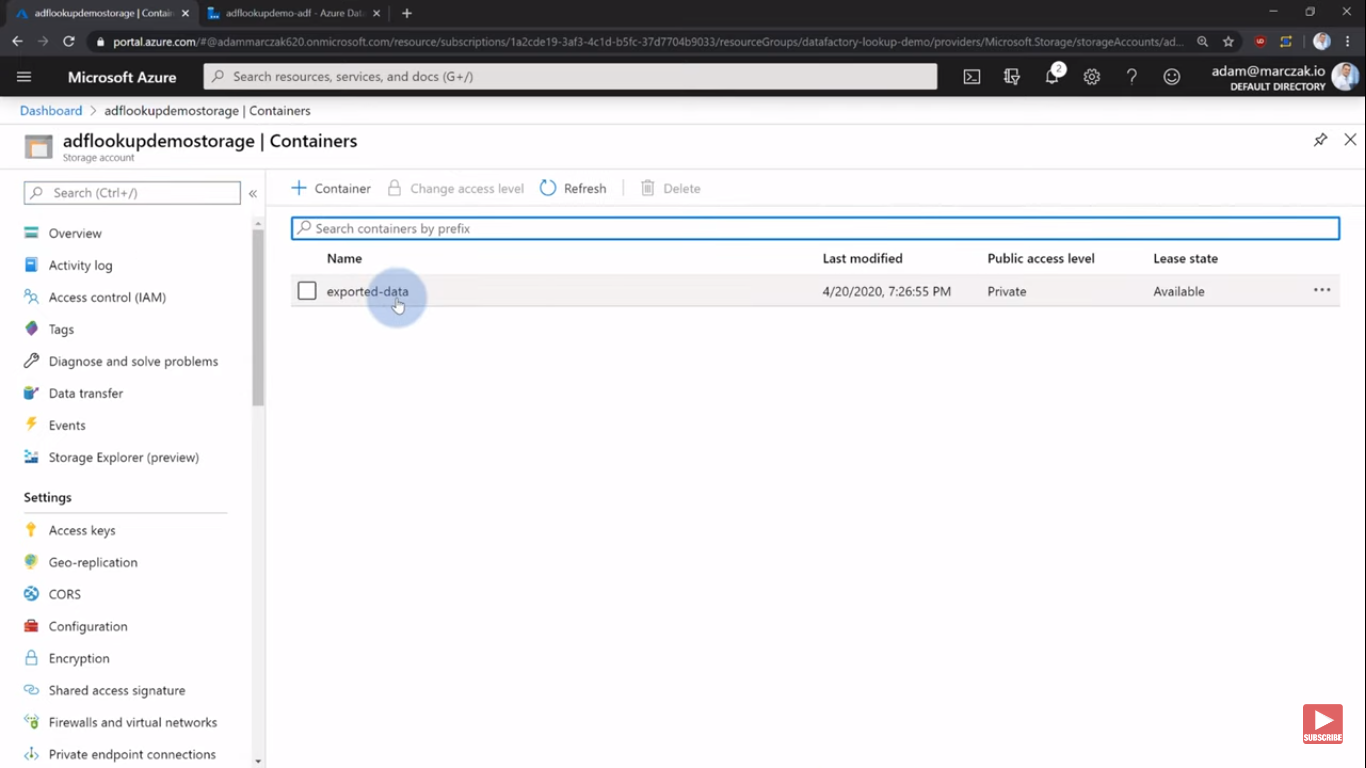 adflookupdemostorage | Contain
adflookupdemo-adf - Azure Dat
portal.azure.com/#@adammarczak620.onmicrosoft.com/resource/subscriptions/1a2cde19-3af3-4c1d-b5fc-37d7704b9033/resourceGroups/datafactory-lookup-demo/providers/Microsoft.Storage/storageAccounts/ad...
Microsoft Azure
Search resources, services, and docs (G+/)
2
adam@marczak.io
DEFAULT DIRECTORY
Dashboard > adflookupdemostorage | Containers
adflookupdemostorage | Containers
Storage account
Search (Ctrl+/)
«
Overview
Activity log
Access control (IAM)
Tags
Diagnose and solve problems
Data transfer
Events
Storage Explorer (preview)
Settings
Access keys
Geo-replication
CORS
Configuration
Encryption
Shared access signature
Firewalls and virtual networks
Private endpoint connections
+ Container Change access level Refresh Delete
Search containers by prefix
Name Last modified Public access level Lease state
exported-data 4/20/2020, 7:26:55 PM Private Available ...
SUBSCRIBE